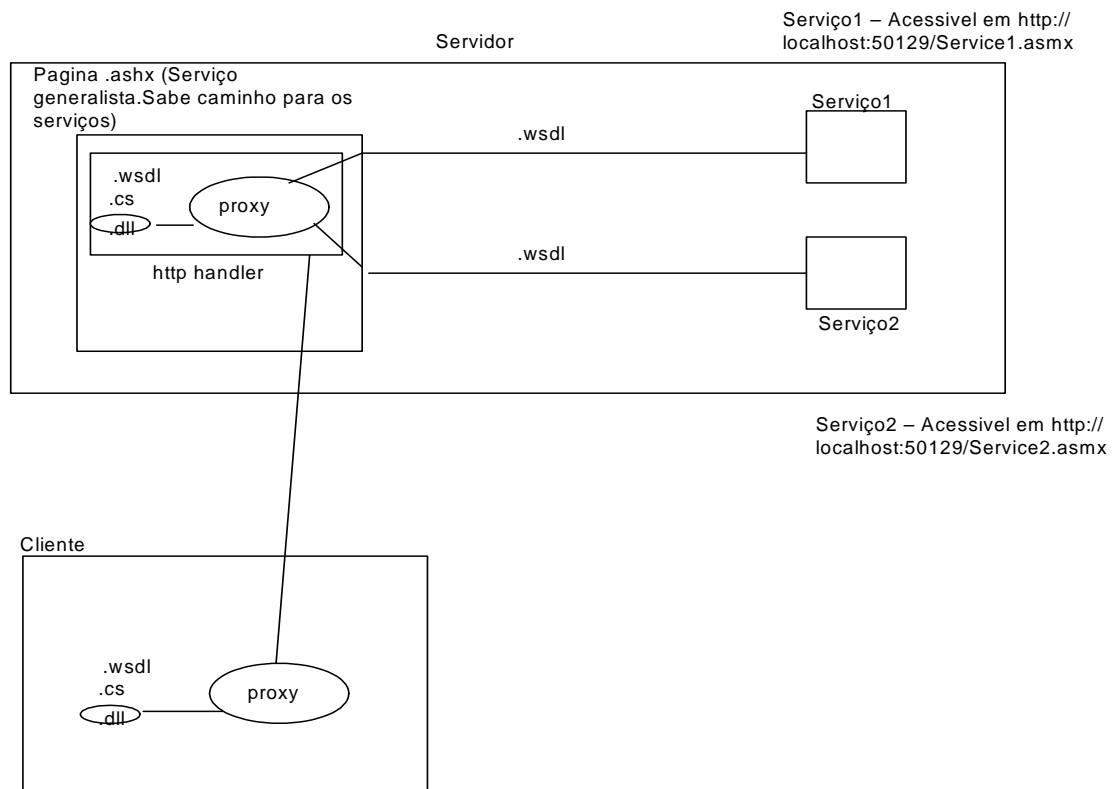 Serviço1 – Acessivel em http://
localhost:50129/Service1.asmx
Servidor
Pagina .ashx (Serviço
generalista.Sabe caminho para os
serviços)
Serviço1
.wsdl
.wsdl
.cs
.dll
proxy
http handler
.wsdl
Serviço2
Serviço2 – Acessivel em http://
localhost:50129/Service2.asmx
Cliente
.wsdl
.cs
.dll
proxy